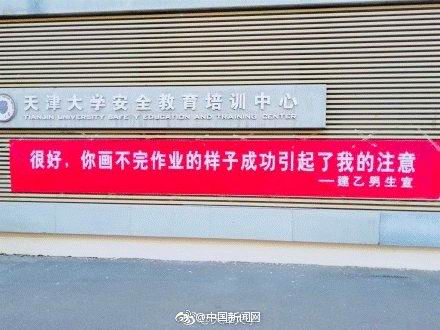 天津大学安全教育培训中心
TIANJIN UNIVERSITY SAFE Y EDUCATION AND TRAINING CENTER
很好，你画不完作业的样子成功引起了我的注意
——建乙男生宣
@中国新闻网